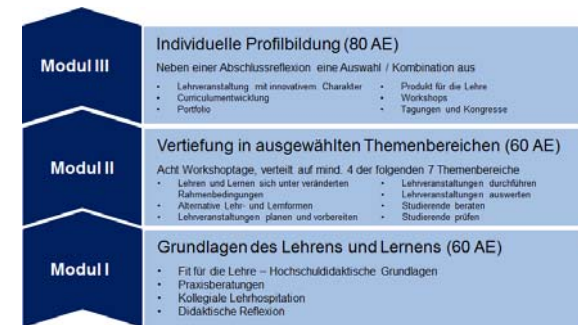 Modul III
Individuelle Profilbildung (80 AE)
Neben einer Abschlussreflexion eine Auswahl / Kombination aus
• Lehrveranstaltung mit innovativem Charakter
• Curriculumentwicklung
• Portfolio
• Produkt für die Lehre
• Workshops
• Tagungen und Kongresse
Modul II
Vertiefung in ausgewählten Themenbereichen (60 AE)
Acht Workshoptage, verteilt auf mind. 4 der folgenden 7 Themenbereiche
• Lehren und Lernen sich unter veränderten
Rahmenbedingungen
• Alternative Lehr- und Lernformen
• Lehrveranstaltungen planen und vorbereiten
• Lehrveranstaltungen durchführen
• Lehrveranstaltungen auswerten
• Studierende beraten
• Studierende prüfen
Modul I
Grundlagen des Lehrens und Lernens (60 AE)
• Fit für die Lehre – Hochschuldidaktische Grundlagen
• Praxisberatungen
• Kollegiale Lehrhospitation
• Didaktische Reflexion